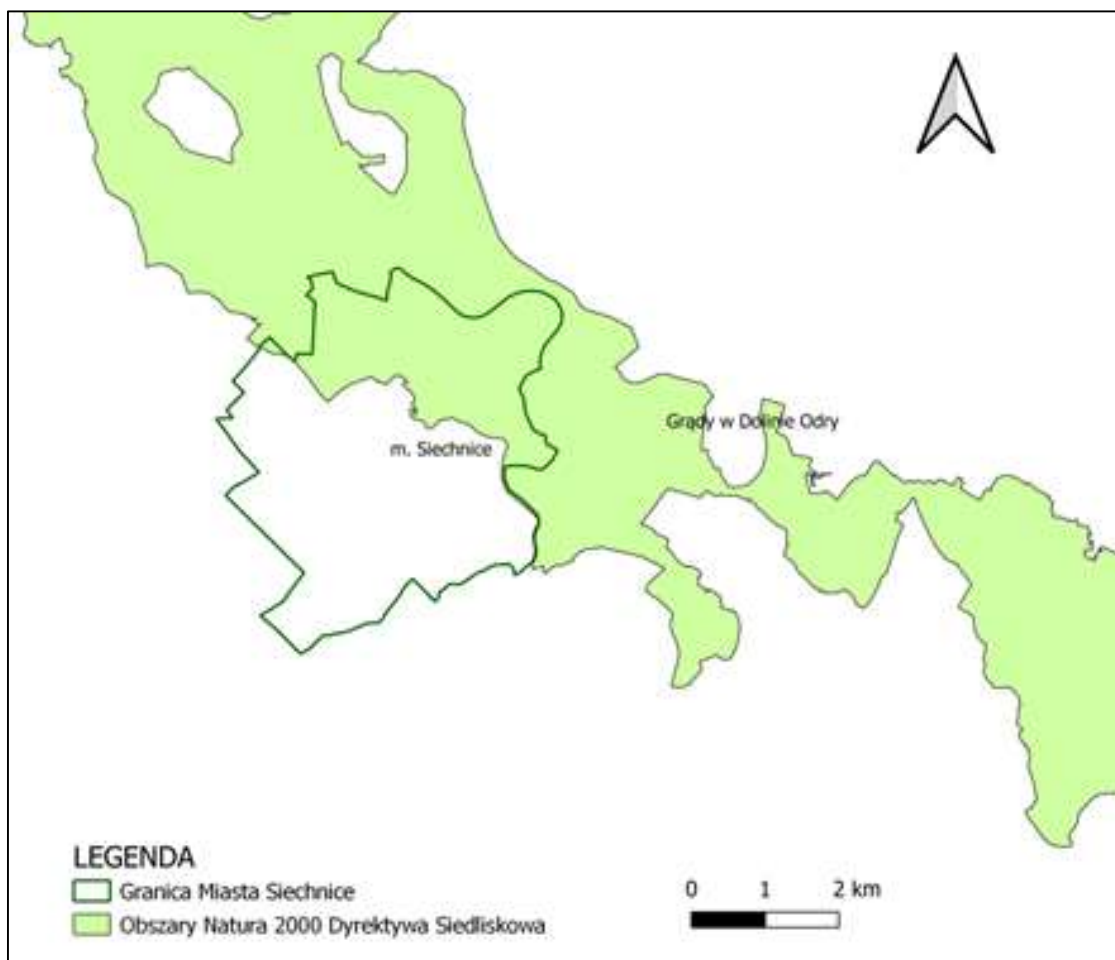 Grądy w Dolinie Odry
m. Siechnice
LEGENDA
Granica Miasta Siechnice
Obszary Natura 2000 Dyrektywa Siedliskowa
0 1 2 km